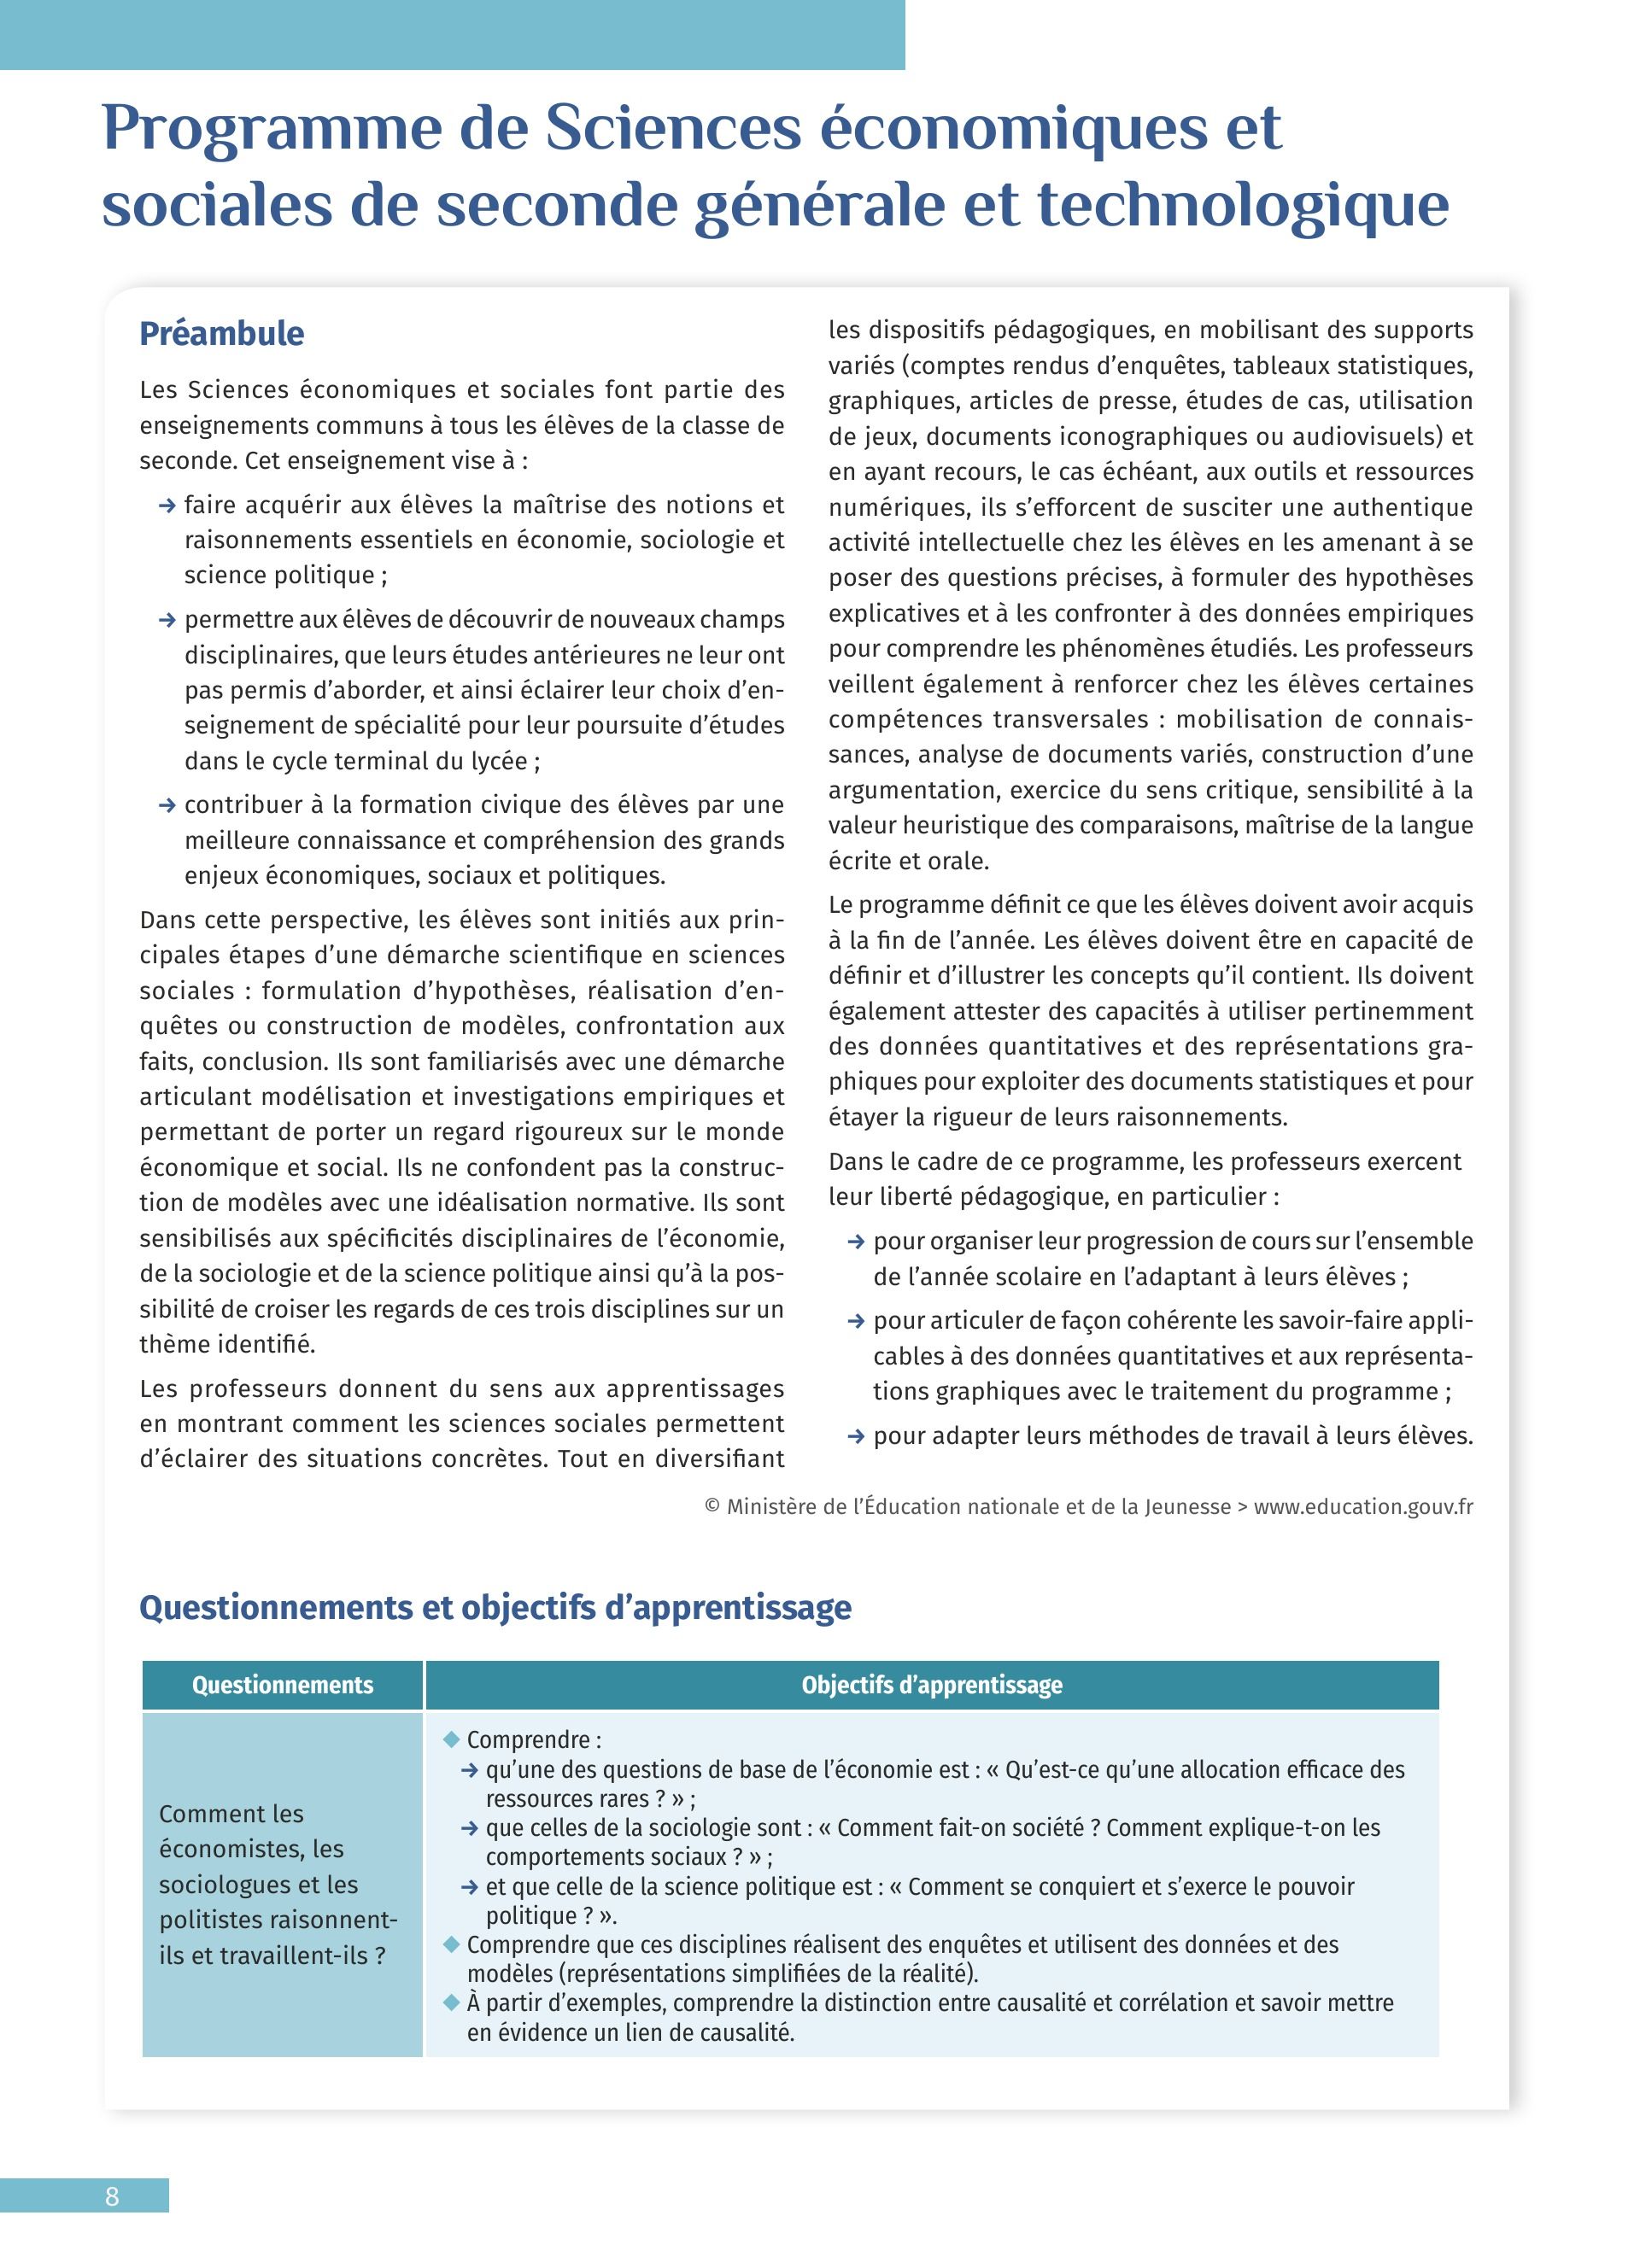 Programme de Sciences économiques et
sociales de seconde générale et technologique
Préambule
Les Sciences économiques et sociales font partie des
enseignements communs à tous les élèves de la classe de
seconde. Cet enseignement vise à :
→ faire acquérir aux élèves la maîtrise des notions et
raisonnements essentiels en économie, sociologie et
science politique ;
→ permettre aux élèves de découvrir de nouveaux champs
disciplinaires, que leurs études antérieures ne leur ont
pas permis d’aborder, et ainsi éclairer leur choix d’en-
seignement de spécialité pour leur poursuite d’études
dans le cycle terminal du lycée ;
→ contribuer à la formation civique des élèves par une
meilleure connaissance et compréhension des grands
enjeux économiques, sociaux et politiques.
Dans cette perspective, les élèves sont initiés aux prin-
cipales étapes d’une démarche scientifique en sciences
sociales : formulation d’hypothèses, réalisation d’en-
quêtes ou construction de modèles, confrontation aux
faits, conclusion. Ils sont familiarisés avec une démarche
articulant modélisation et investigations empiriques et
permettant de porter un regard rigoureux sur le monde
économique et social. Ils ne confondent pas la construc-
tion de modèles avec une idéalisation normative. Ils sont
sensibilisés aux spécificités disciplinaires de l’économie,
de la sociologie et de la science politique ainsi qu’à la pos-
sibilité de croiser les regards de ces trois disciplines sur un
thème identifié.
Les professeurs donnent du sens aux apprentissages
en montrant comment les sciences sociales permettent
d’éclairer des situations concrètes. Tout en diversifiant
les dispositifs pédagogiques, en mobilisant des supports
variés (comptes rendus d’enquêtes, tableaux statistiques,
graphiques, articles de presse, études de cas, utilisation
de jeux, documents iconographiques ou audiovisuels) et
en ayant recours, le cas échéant, aux outils et ressources
numériques, ils s’efforcent de susciter une authentique
activité intellectuelle chez les élèves en les amenant à se
poser des questions précises, à formuler des hypothèses
explicatives et à les confronter à des données empiriques
pour comprendre les phénomènes étudiés. Les professeurs
veillent également à renforcer chez les élèves certaines
compétences transversales : mobilisation de connais-
sances, analyse de documents variés, construction d’une
argumentation, exercice du sens critique, sensibilité à la
valeur heuristique des comparaisons, maîtrise de la langue
écrite et orale.
Le programme définit ce que les élèves doivent avoir acquis
à la fin de l’année. Les élèves doivent être en capacité de
définir et d’illustrer les concepts qu’il contient. Ils doivent
également attester des capacités à utiliser pertinemment
des données quantitatives et des représentations gra-
phiques pour exploiter des documents statistiques et pour
étayer la rigueur de leurs raisonnements.
Dans le cadre de ce programme, les professeurs exercent
leur liberté pédagogique, en particulier :
→ pour organiser leur progression de cours sur l’ensemble
de l’année scolaire en l’adaptant à leurs élèves ;
→ pour articuler de façon cohérente les savoir-faire appli-
cables à des données quantitatives et aux représenta-
tions graphiques avec le traitement du programme ;
→ pour adapter leurs méthodes de travail à leurs élèves.
© Ministère de l’Éducation nationale et de la Jeunesse > www.education.gouv.fr
Questionnements et objectifs d’apprentissage
Questionnements
Objectifs d’apprentissage
Comment les
économistes, les
sociologues et les
politistes raisonnent-
ils et travaillent-ils ?
◆ Comprendre :
→ qu’une des questions de base de l’économie est : « Qu’est-ce qu’une allocation efficace des
ressources rares ? » ;
→ que celles de la sociologie sont : « Comment fait-on société ? Comment explique-t-on les
comportements sociaux ? » ;
→ et que celle de la science politique est : « Comment se conquiert et s’exerce le pouvoir
politique ? ».
◆ Comprendre que ces disciplines réalisent des enquêtes et utilisent des données et des
modèles (représentations simplifiées de la réalité).
◆ À partir d’exemples, comprendre la distinction entre causalité et corrélation et savoir mettre
en évidence un lien de causalité.
8